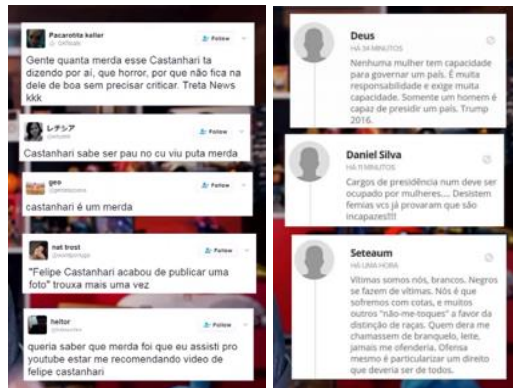 Pacarotita keller
Follow
Gente quanta merda esse Castanhari ta
dizendo por aí, que horror, por que não fica na
dele de boa sem precisar criticar. Treta News
kkk
レチシア
Follow
Castanhari sabe ser pau no cu viu puta merda
geo
Follow
castanhari é um merda
nat trost
Follow
"Felipe Castanhari acabou de publicar uma
foto" trouxa mais uma vez
heitor
Follow
queria saber que merda foi que eu assisti pro
youtube estar me recomendando video de
felipe castanhari
Deus
HÁ 34 MINUTOS
Nenhuma mulher tem capacidade
para governar um país. É muita
responsabilidade e exige muita
capacidade. Somente um homem é
capaz de presidir um país. Trump
2016.
Daniel Silva
HÁ 11 MINUTOS
Cargos de presidência num deve ser
ocupado por mulheres.... Desistem
femias vcs já provaram que são
incapazes!!!!
Seteaum
HÁ UMA HORA
Vítimas somos nós, brancos. Negros
se fazem de vítimas. Nós é que
sofremos com cotas, e muitos
outros "não-me-toques" a favor da
distinção de raças. Quem dera me
chamassem de branquelo, leite,
jamais me ofenderia. Ofensa
mesmo é particularizar um direito
que deveria ser de todos.